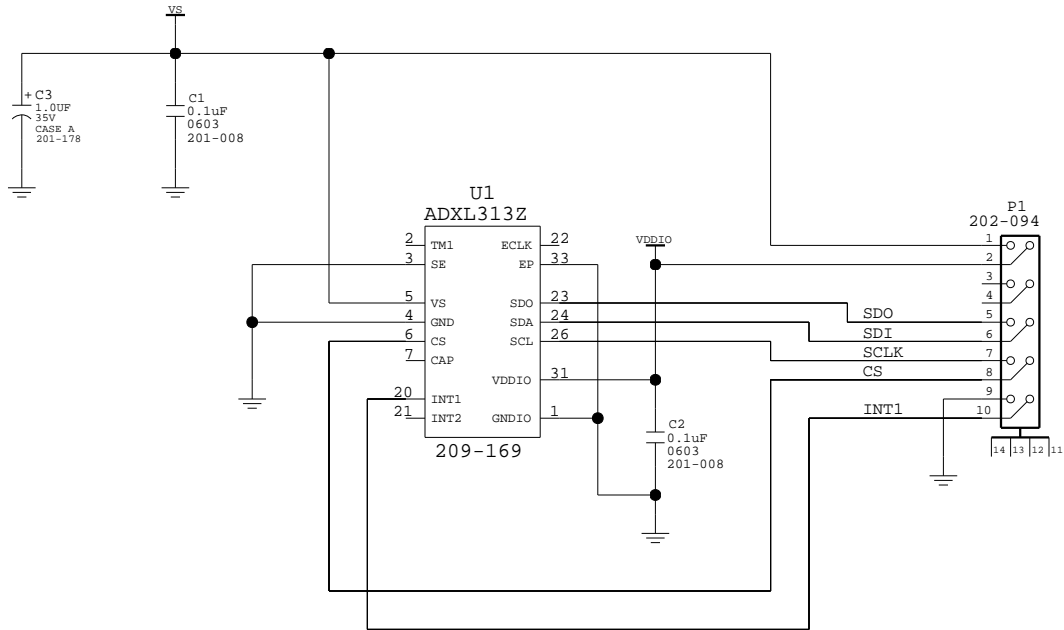 VS
+ C3
1.0UF
35V
CASE A
201-178
C1
0.1uF
0603
201-008
U1
ADXL313Z
2 TM1 ECLK 22
3 SE EP 33
5 VS SDO 23
4 GND SDA 24
6 CS SCL 26
7 CAP
VDDIO 31
20 INT1
21 INT2 GNDIO 1
209-169
VDDIO
C2
0.1uF
0603
201-008
P1
202-094
1
2
3
4
SDO 5
SDI 6
SCLK 7
CS 8
9
INT1 10
14 13 12 11